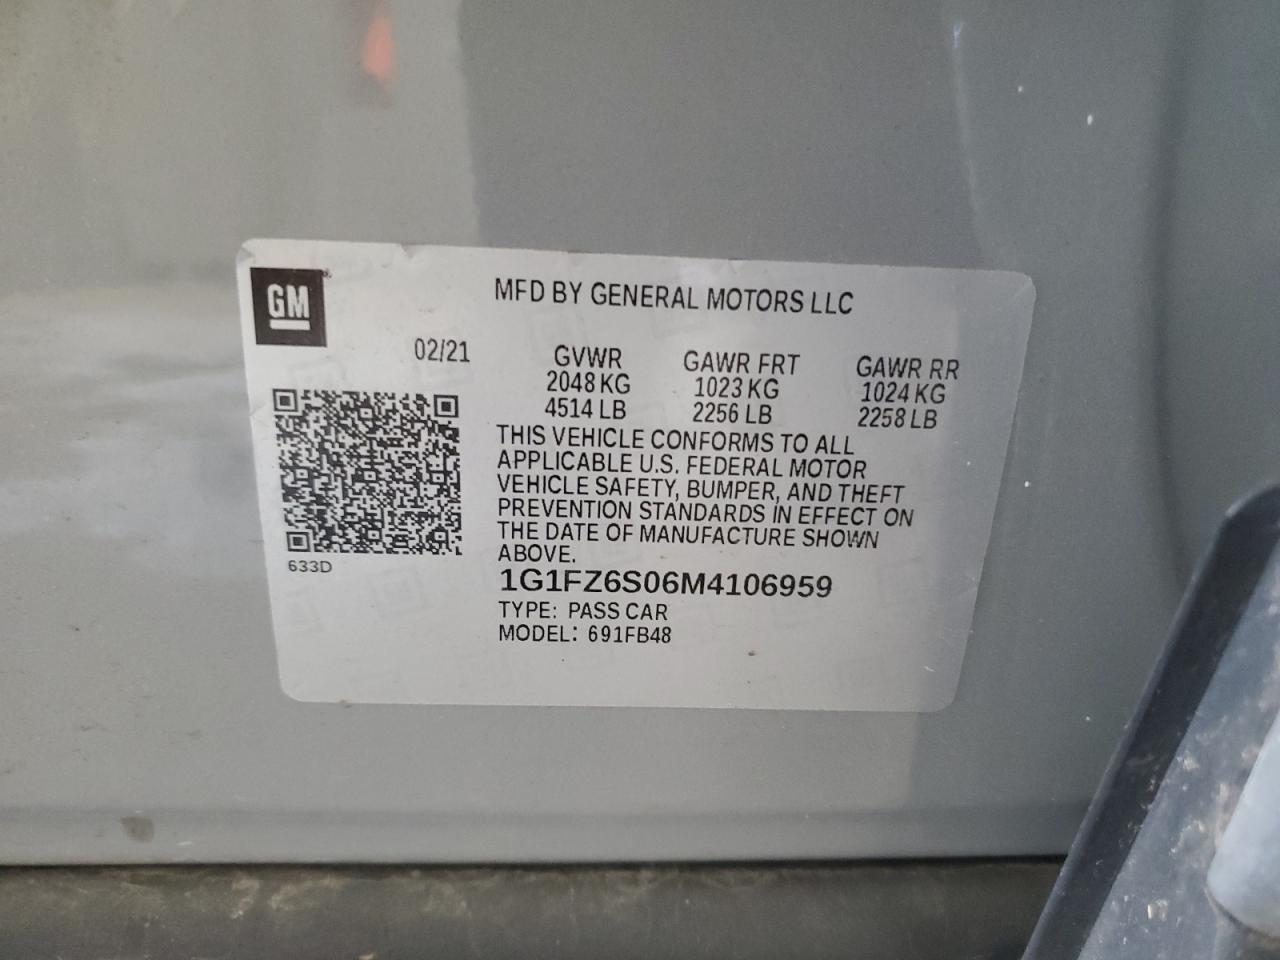 GM
MFD BY GENERAL MOTORS LLC
02/21
GVWR GAWR FRT GAWR RR
2048 KG 1023 KG 1024 KG
4514 LB 2256 LB 2258 LB
THIS VEHICLE CONFORMS TO ALL
APPLICABLE U.S. FEDERAL MOTOR
VEHICLE SAFETY, BUMPER, AND THEFT
PREVENTION STANDARDS IN EFFECT ON
THE DATE OF MANUFACTURE SHOWN
ABOVE.
633D
1G1FZ6S06M4106959
TYPE: PASS CAR
MODEL: 691FB48